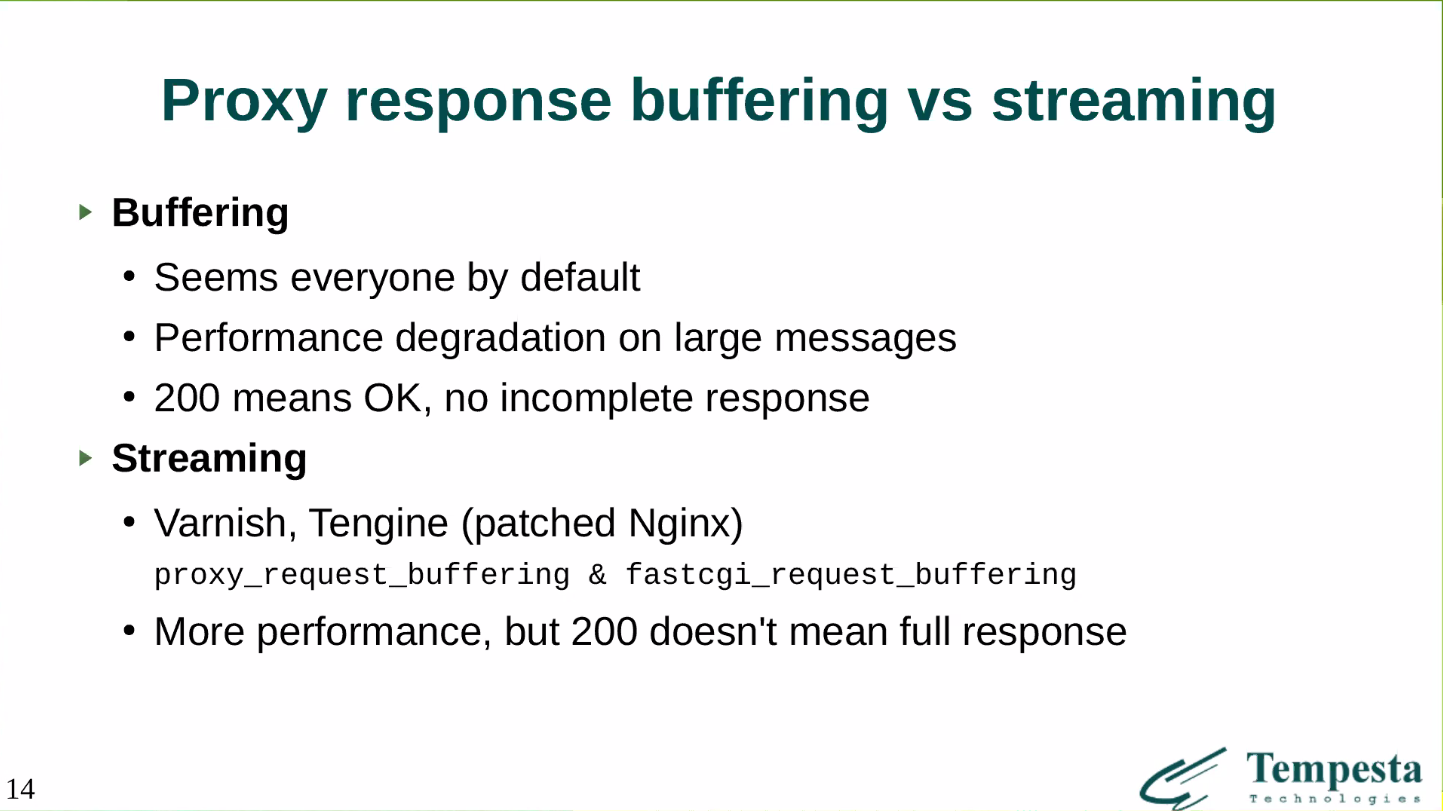 Proxy response buffering vs streaming
Buffering
Seems everyone by default
Performance degradation on large messages
200 means OK, no incomplete response
Streaming
Varnish, Tengine (patched Nginx)
proxy_request_buffering & fastcgi_request_buffering
More performance, but 200 doesn't mean full response
14
Tempesta
Technologies